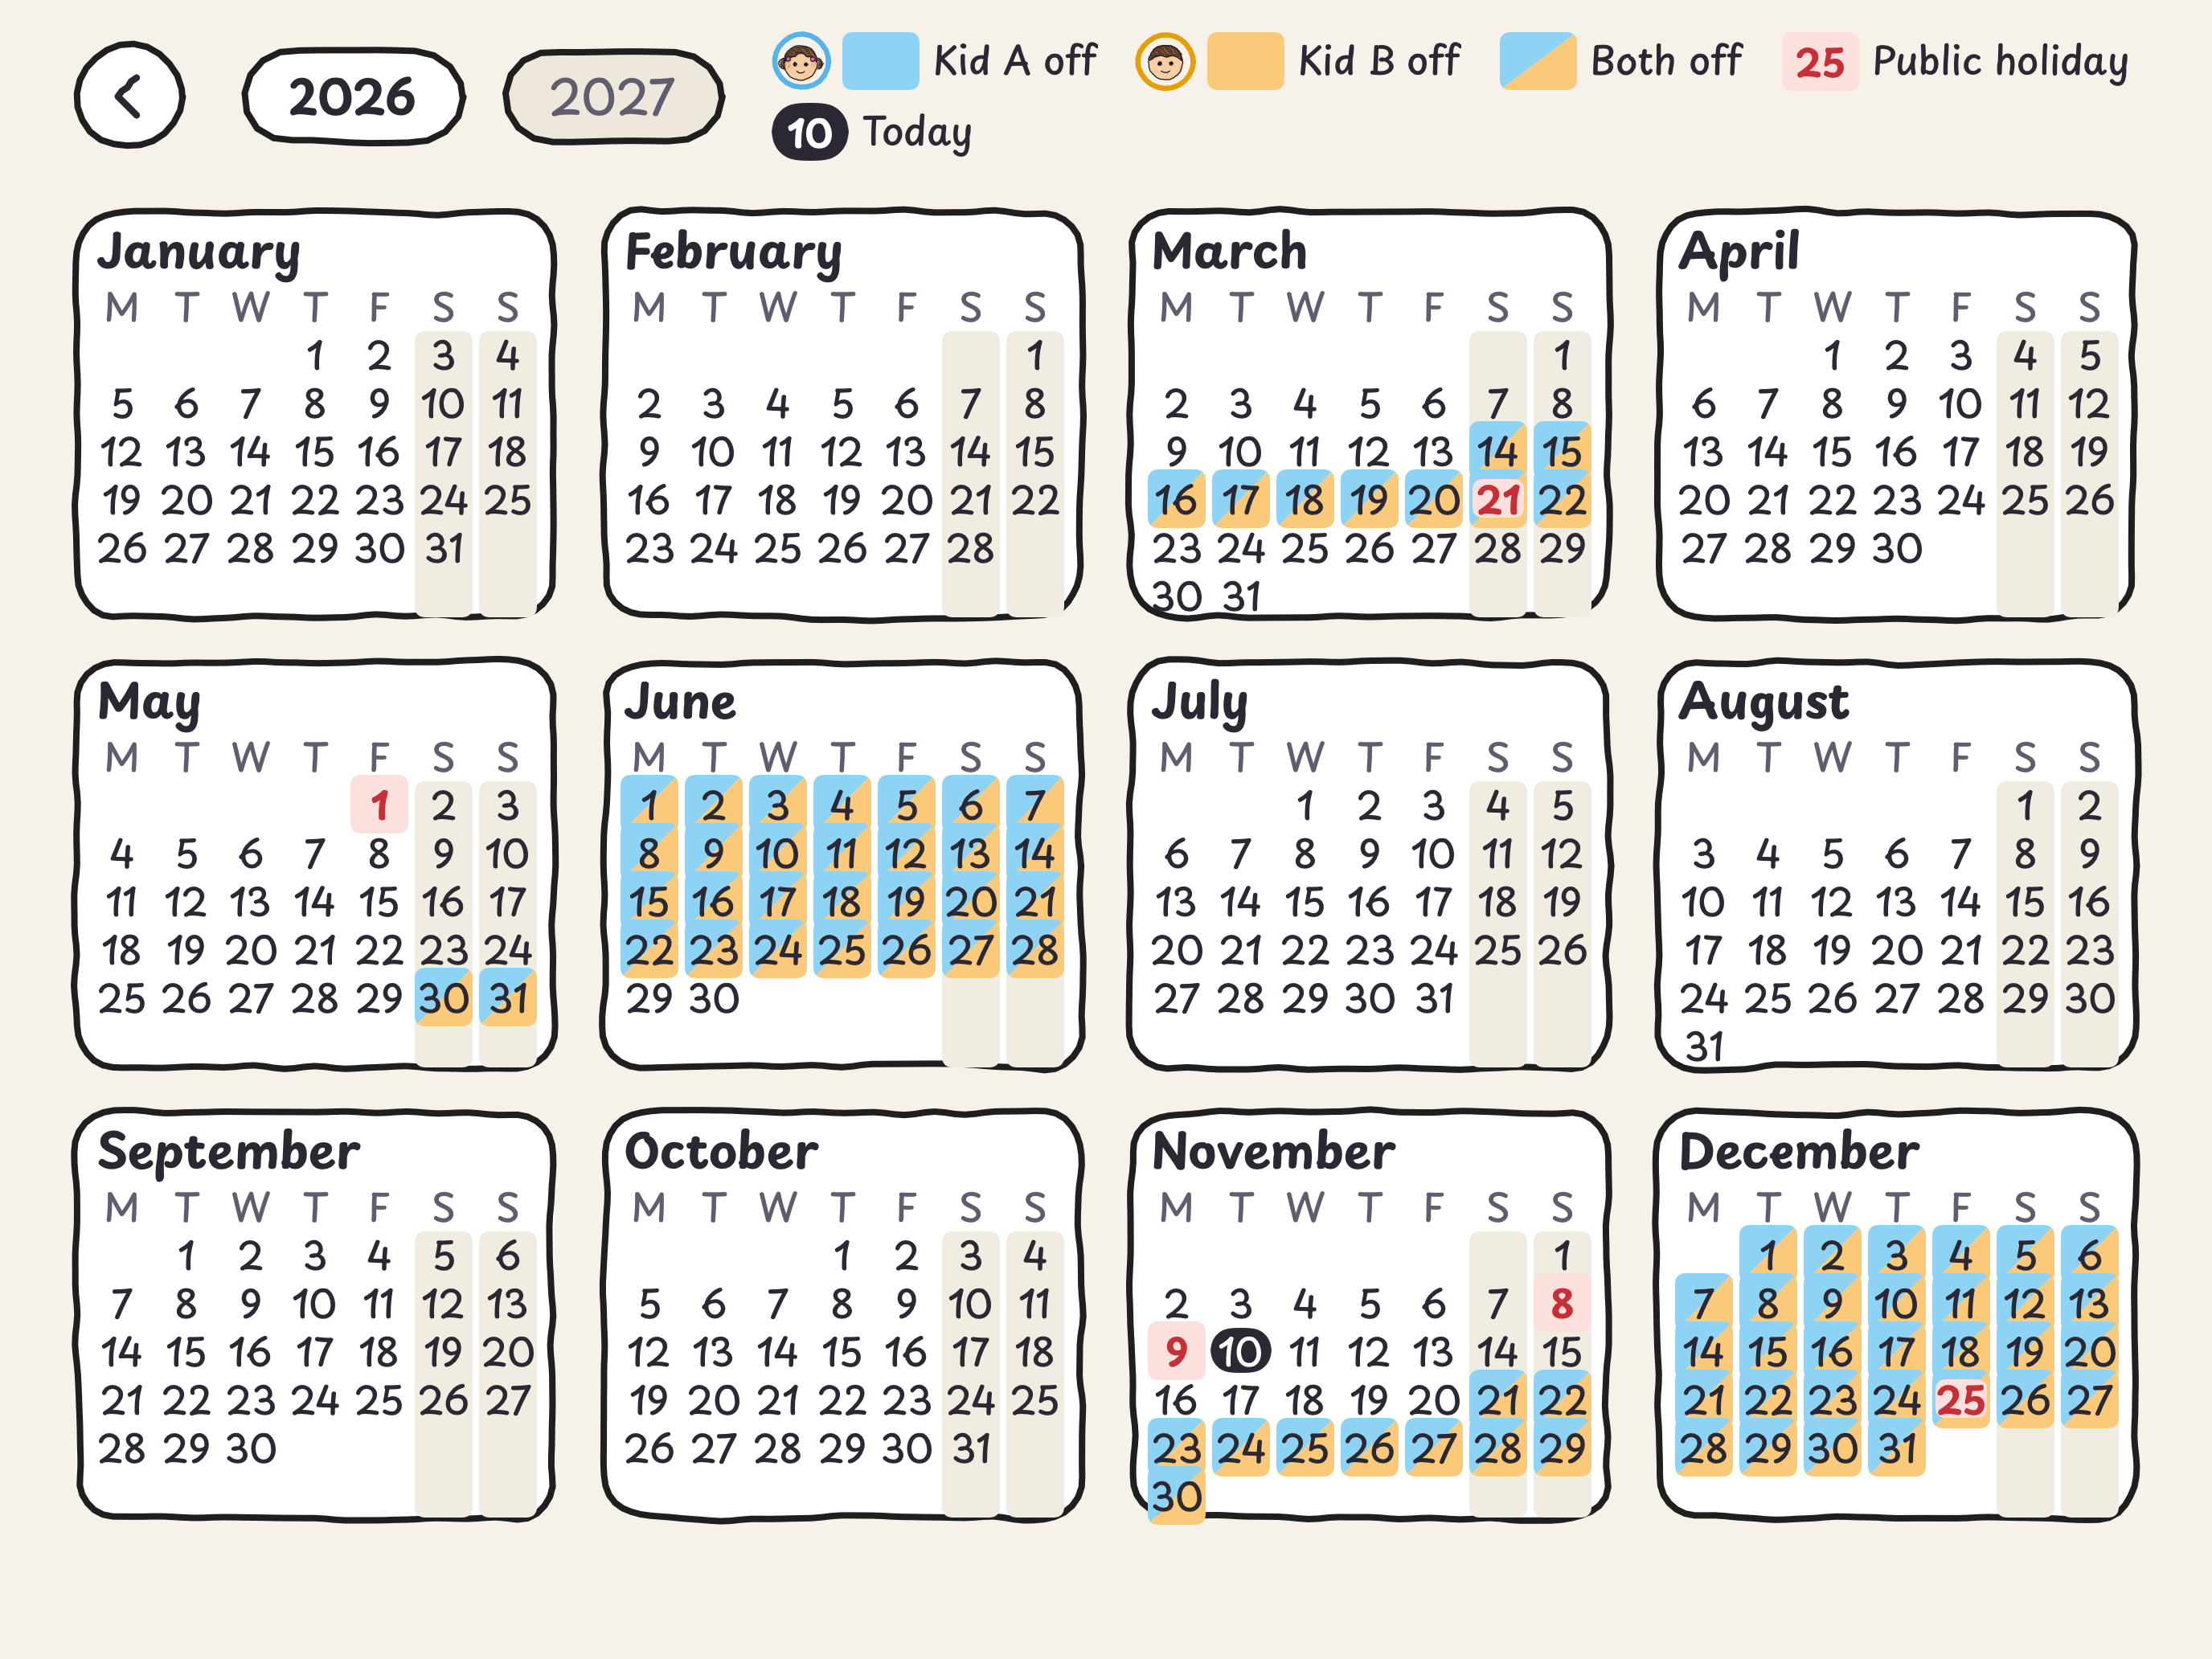 2026 2027 Kid A off Kid B off Both off 25 Public holiday
10 Today
January
M T W T F S S
1 2 3 4
5 6 7 8 9 10 11
12 13 14 15 16 17 18
19 20 21 22 23 24 25
26 27 28 29 30 31
February
M T W T F S S
1
2 3 4 5 6 7 8
9 10 11 12 13 14 15
16 17 18 19 20 21 22
23 24 25 26 27 28
March
M T W T F S S
1
2 3 4 5 6 7 8
9 10 11 12 13 14 15
16 17 18 19 20 21 22
23 24 25 26 27 28 29
30 31
April
M T W T F S S
1 2 3 4 5
6 7 8 9 10 11 12
13 14 15 16 17 18 19
20 21 22 23 24 25 26
27 28 29 30
May
M T W T F S S
1 2 3
4 5 6 7 8 9 10
11 12 13 14 15 16 17
18 19 20 21 22 23 24
25 26 27 28 29 30 31
June
M T W T F S S
1 2 3 4 5 6 7
8 9 10 11 12 13 14
15 16 17 18 19 20 21
22 23 24 25 26 27 28
29 30
July
M T W T F S S
1 2 3 4 5
6 7 8 9 10 11 12
13 14 15 16 17 18 19
20 21 22 23 24 25 26
27 28 29 30 31
August
M T W T F S S
1 2
3 4 5 6 7 8 9
10 11 12 13 14 15 16
17 18 19 20 21 22 23
24 25 26 27 28 29 30
31
September
M T W T F S S
1 2 3 4 5 6
7 8 9 10 11 12 13
14 15 16 17 18 19 20
21 22 23 24 25 26 27
28 29 30
October
M T W T F S S
1 2 3 4
5 6 7 8 9 10 11
12 13 14 15 16 17 18
19 20 21 22 23 24 25
26 27 28 29 30 31
November
M T W T F S S
1
2 3 4 5 6 7 8
9 10 11 12 13 14 15
16 17 18 19 20 21 22
23 24 25 26 27 28 29
30
December
M T W T F S S
1 2 3 4 5 6
7 8 9 10 11 12 13
14 15 16 17 18 19 20
21 22 23 24 25 26 27
28 29 30 31